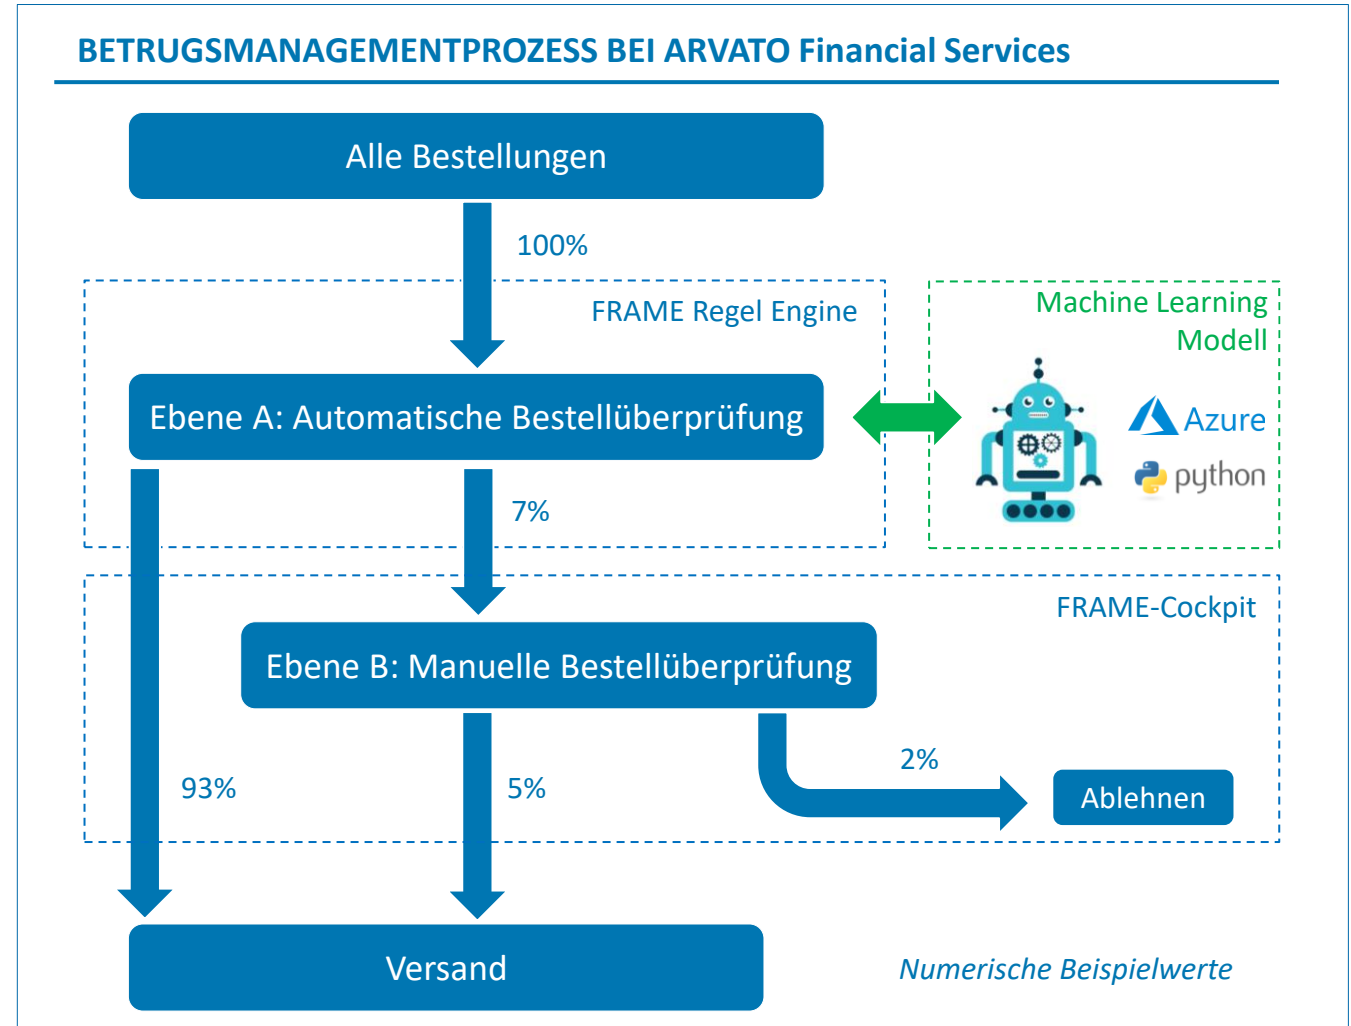 BETRUGSMANAGEMENTPROZESS BEI ARVATO Financial Services
Alle Bestellungen
100%
FRAME Regel Engine
Machine Learning
Modell
Ebene A: Automatische Bestellüberprüfung
Azure
python
7%
FRAME-Cockpit
Ebene B: Manuelle Bestellüberprüfung
93%
5%
2%
Ablehnen
Versand
Numerische Beispielwerte